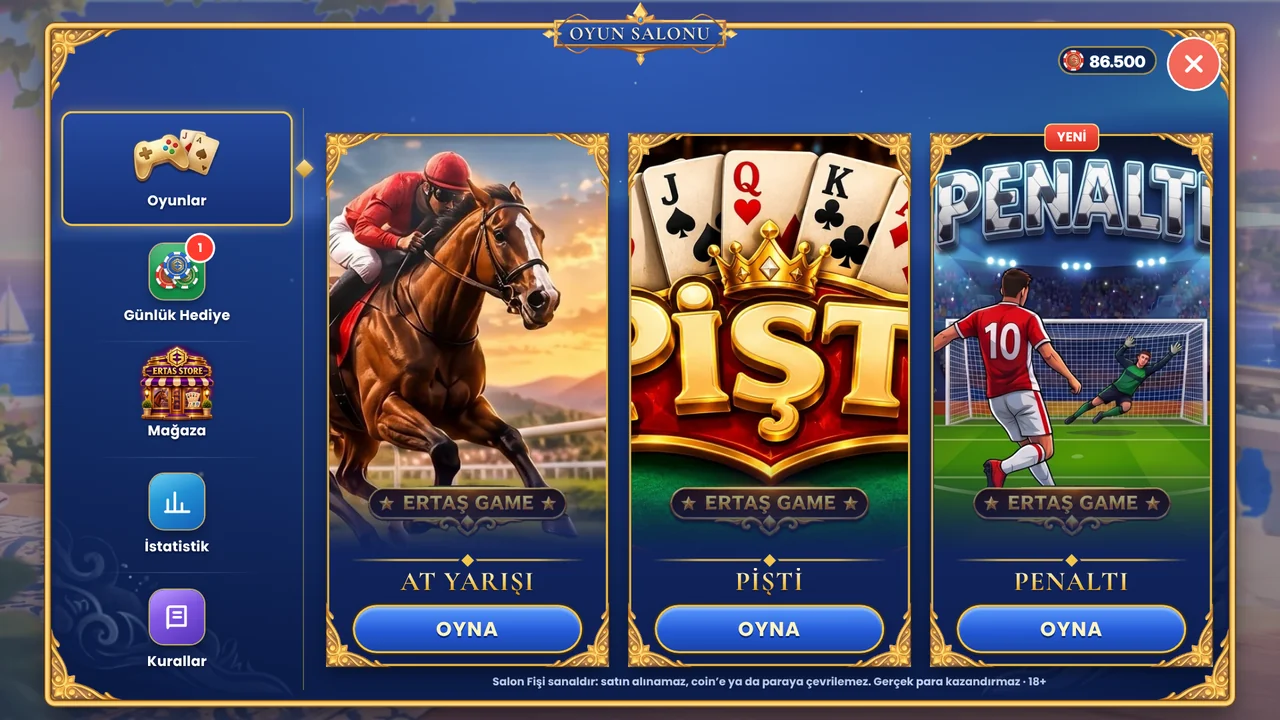 OYUN SALONU
86.500
Oyunlar
1
Günlük Hediye
ERTAS STORE
Mağaza
İstatistik
Kurallar
ERTAŞ GAME
AT YARIŞI
OYNA
J
Q
K
PİŞTİ
ERTAŞ GAME
PİŞTİ
OYNA
YENİ
PENALTI
10
ERTAŞ GAME
PENALTI
OYNA
Salon Fişi sanaldır: satın alınamaz, coin’e ya da paraya çevrilemez. Gerçek para kazandırmaz · 18+